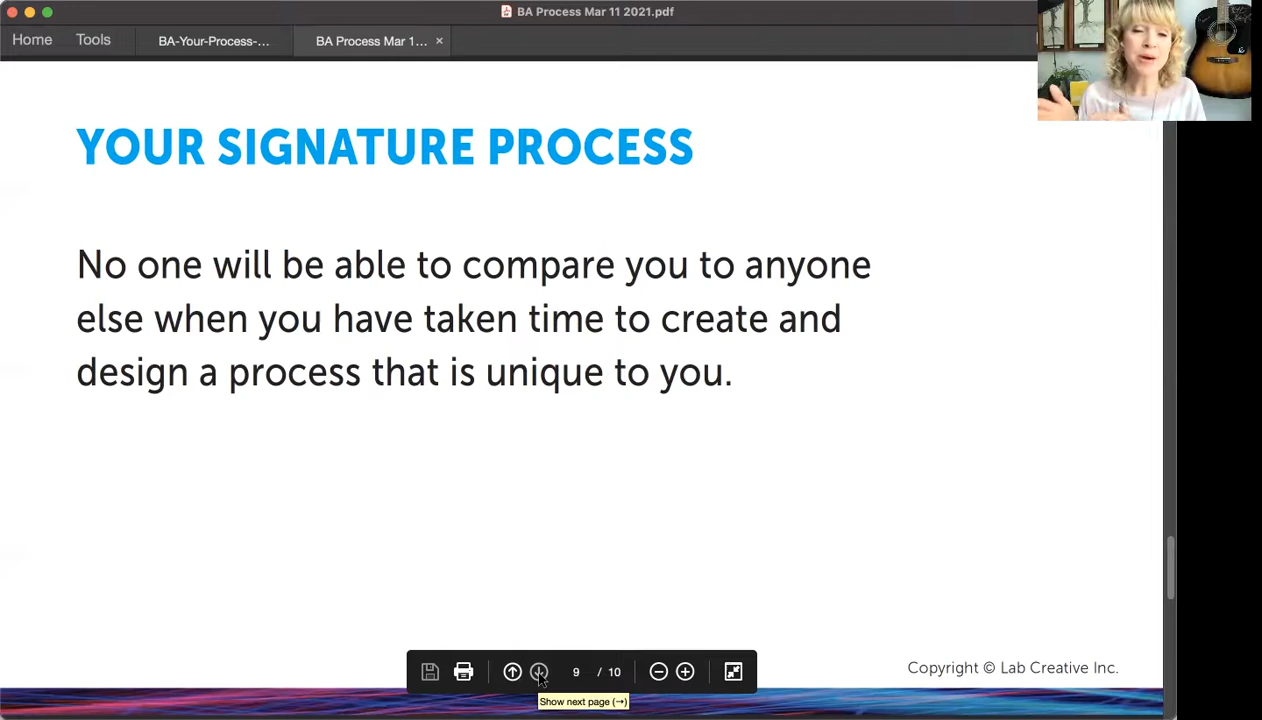 BA Process Mar 11 2021.pdf
Home Tools BA-Your-Process-... BA Process Mar 1... ×
YOUR SIGNATURE PROCESS
No one will be able to compare you to anyone
else when you have taken time to create and
design a process that is unique to you.
9 / 10
Copyright © Lab Creative Inc.
Show next page (→)